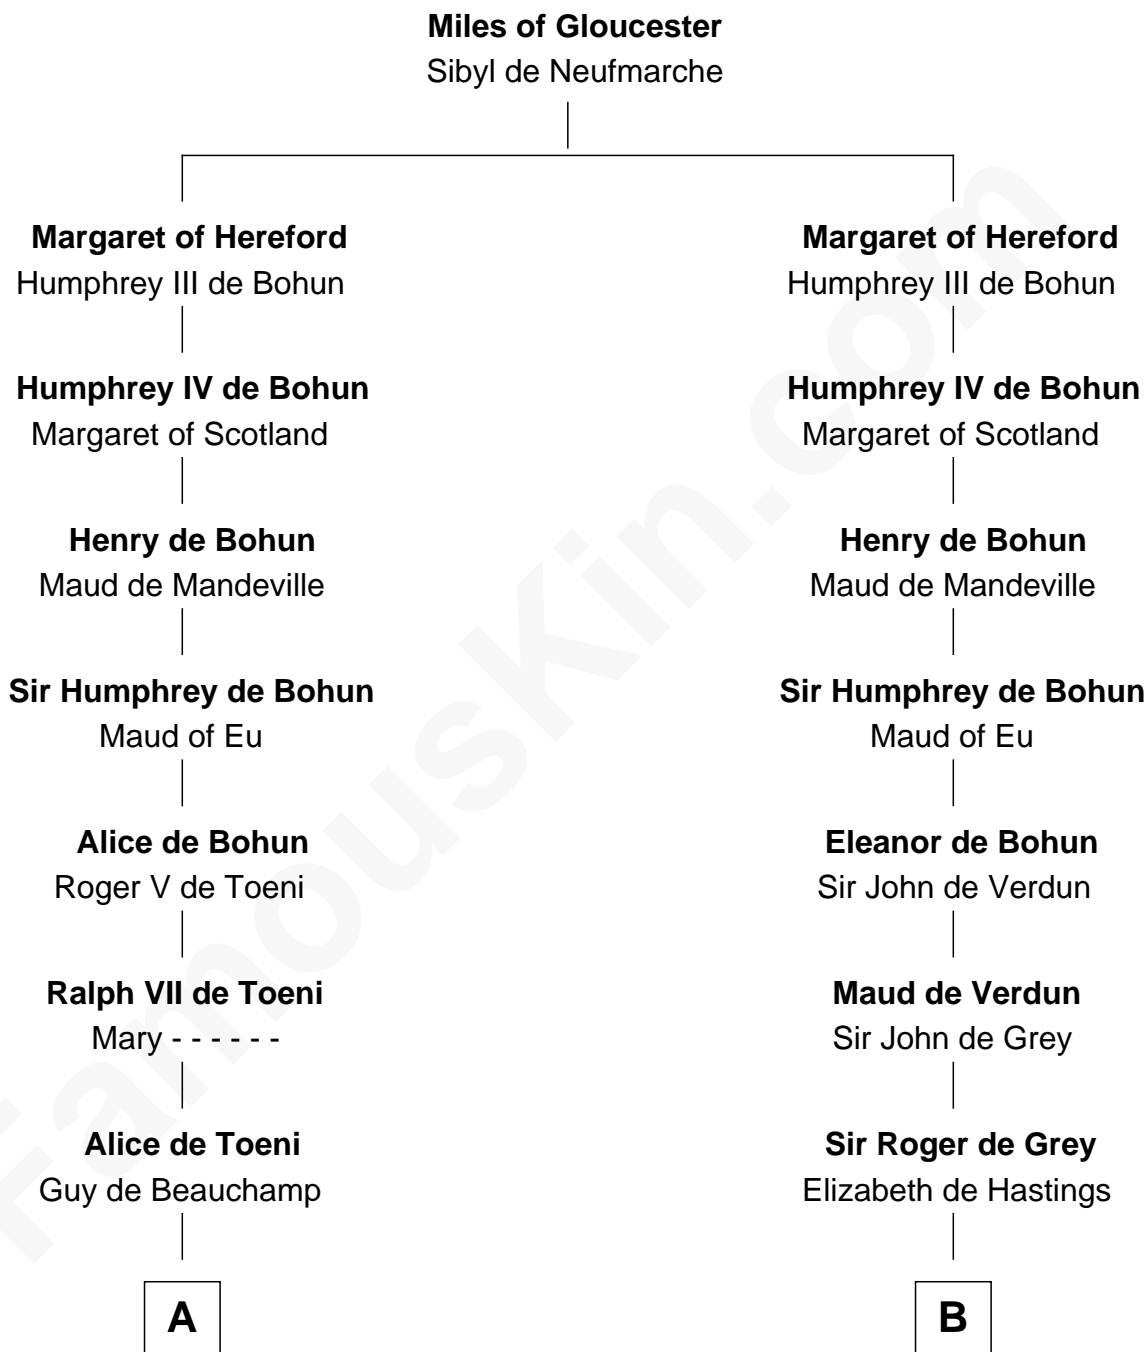 Miles of Gloucester
Sibyl de Neufmarche
Margaret of Hereford
Humphrey III de Bohun
Humphrey IV de Bohun
Margaret of Scotland
Henry de Bohun
Maud de Mandeville
Sir Humphrey de Bohun
Maud of Eu
Alice de Bohun
Roger V de Toeni
Ralph VII de Toeni
Mary - - - - - -
Alice de Toeni
Guy de Beauchamp
A
Margaret of Hereford
Humphrey III de Bohun
Humphrey IV de Bohun
Margaret of Scotland
Henry de Bohun
Maud de Mandeville
Sir Humphrey de Bohun
Maud of Eu
Eleanor de Bohun
Sir John de Verdun
Maud de Verdun
Sir John de Grey
Sir Roger de Grey
Elizabeth de Hastings
B
FamousKin.com